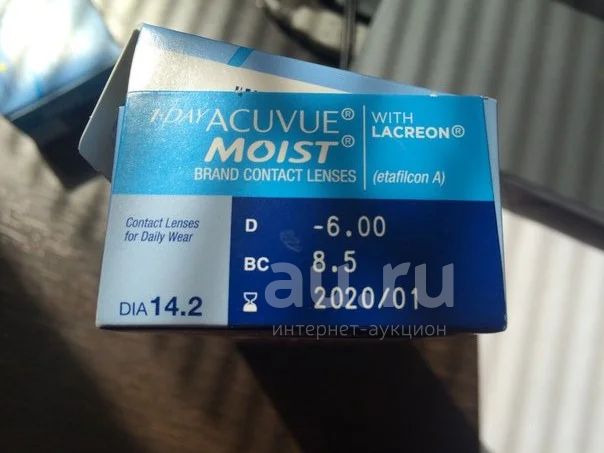 1-DAY ACUVUE®
MOIST®
BRAND CONTACT LENSES
WITH
LACREON®
(etafilcon A)
Contact Lenses
for Daily Wear
DIA 14.2
D -6.00
BC 8.5
2020/01
au.ru
интернет-аукцион